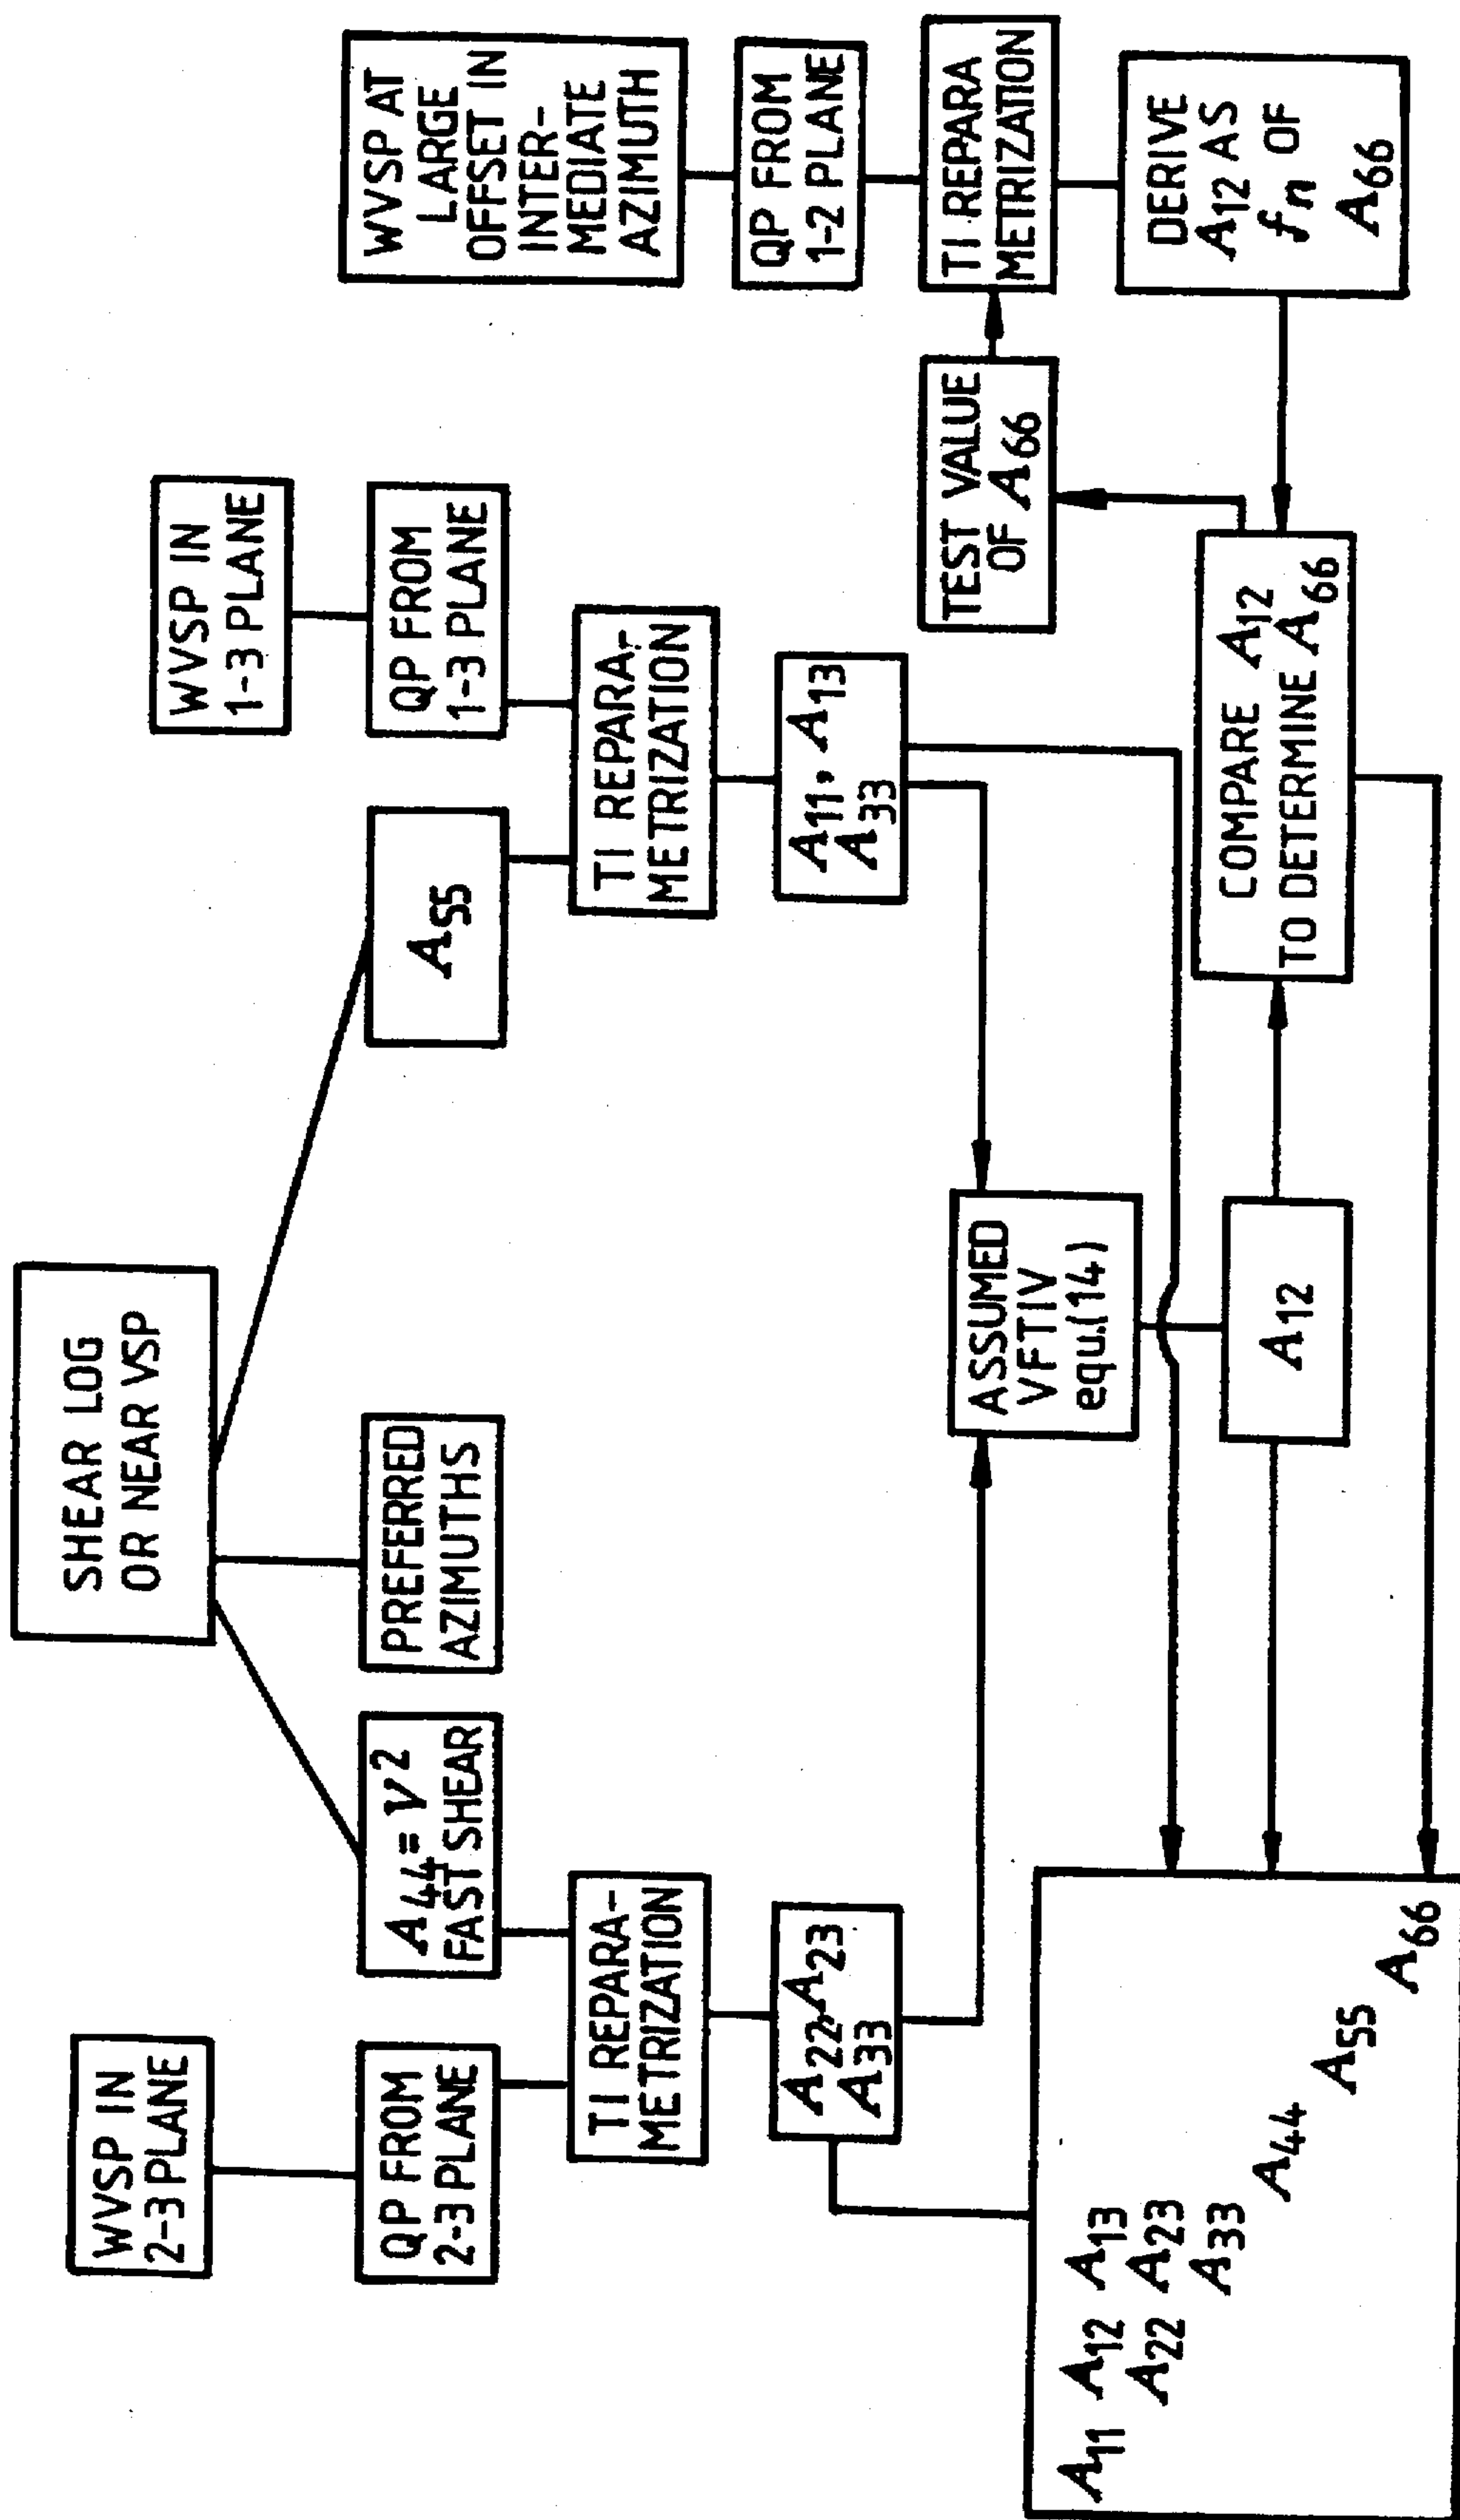 SHEAR LOG
OR NEAR VSP
WVSP IN
2-3 PLANE
WVSP IN
1-3 PLANE
WVSP AT
LARGE
OFFSET IN
INTER-
MEDIATE
AZIMUTH
QP FROM
2-3 PLANE
A44=V²
FAST SHEAR
PREFERRED
AZIMUTHS
A55
QP FROM
1-3 PLANE
QP FROM
1-2 PLANE
TI REPARA-
METRIZATION
TI REPARA-
METRIZATION
TI REPARA
METRIZATION
A22, A23
A33
A11, A13
A33
TEST VALUE
OF A66
ASSUMED
VFTIV
equ.(14)
DERIVE
A12 AS
fn OF
A66
A12
COMPARE A12
TO DETERMINE A66
A11 A12 A13
A22 A23
A33
A44
A55
A66